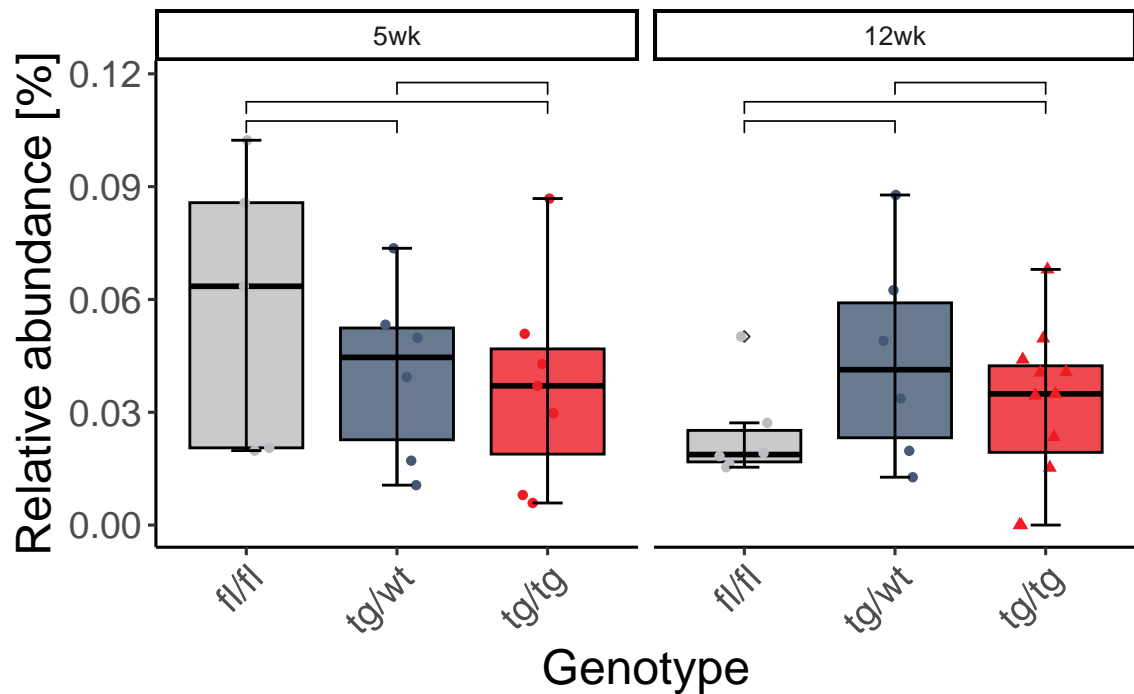 5wk
12wk
Relative abundance [%]
0.12
0.09
0.06
0.03
0.00
fl/fl
tg/wt
tg/tg
fl/fl
tg/wt
tg/tg
Genotype